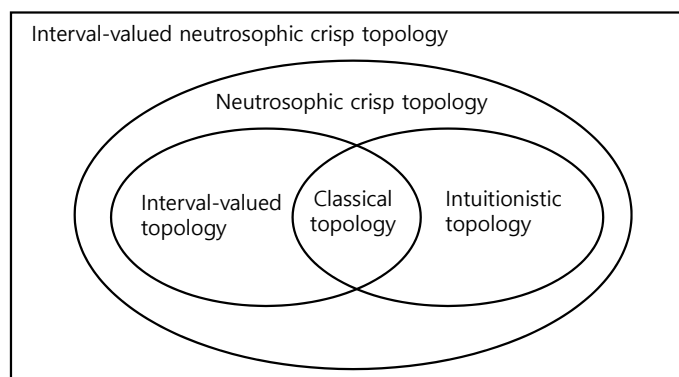 Interval-valued neutrosophic crisp topology
Neutrosophic crisp topology
Interval-valued
topology
Classical
topology
Intuitionistic
topology